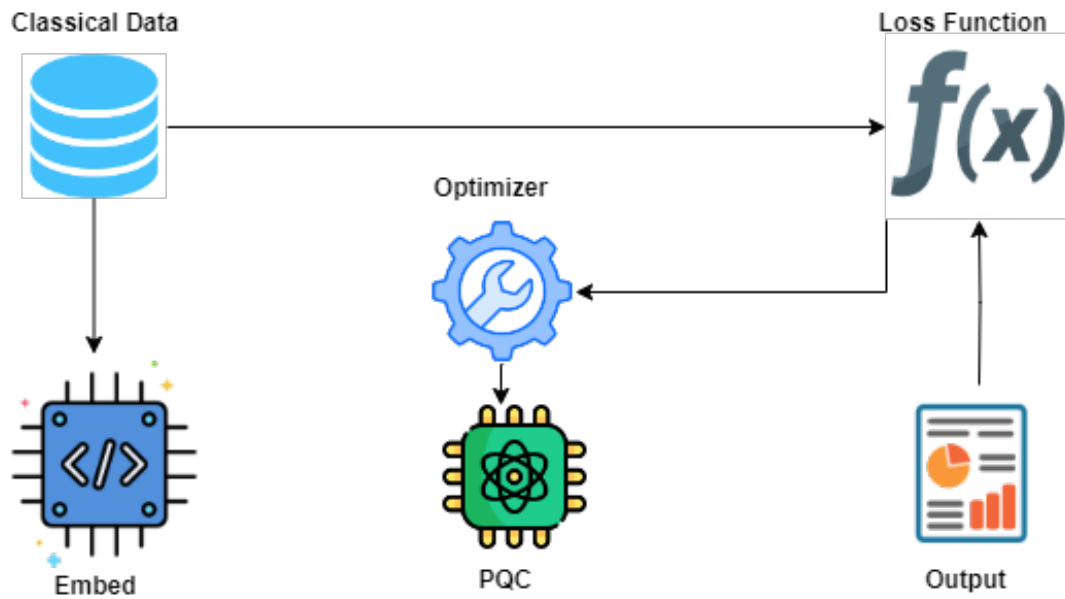 Classical Data
Loss Function
f(x)
Optimizer
</>
Embed
PQC
Output